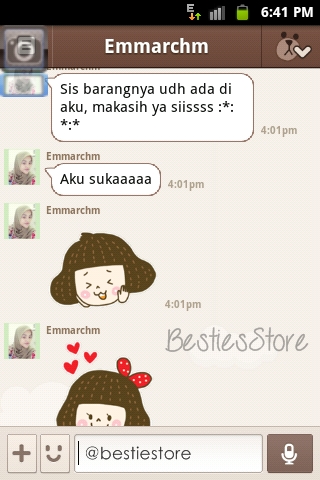 6:41 PM
Emmarchm
Emmarchm
Sis barangnya udh ada di
aku, makasih ya siissss :*:
*:*
4:01pm
Emmarchm
Aku sukaaaaa
4:01pm
Emmarchm
4:01pm
Emmarchm
BestiesStore
@bestiestore